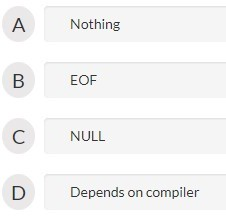 A Nothing
B EOF
C NULL
D Depends on compiler